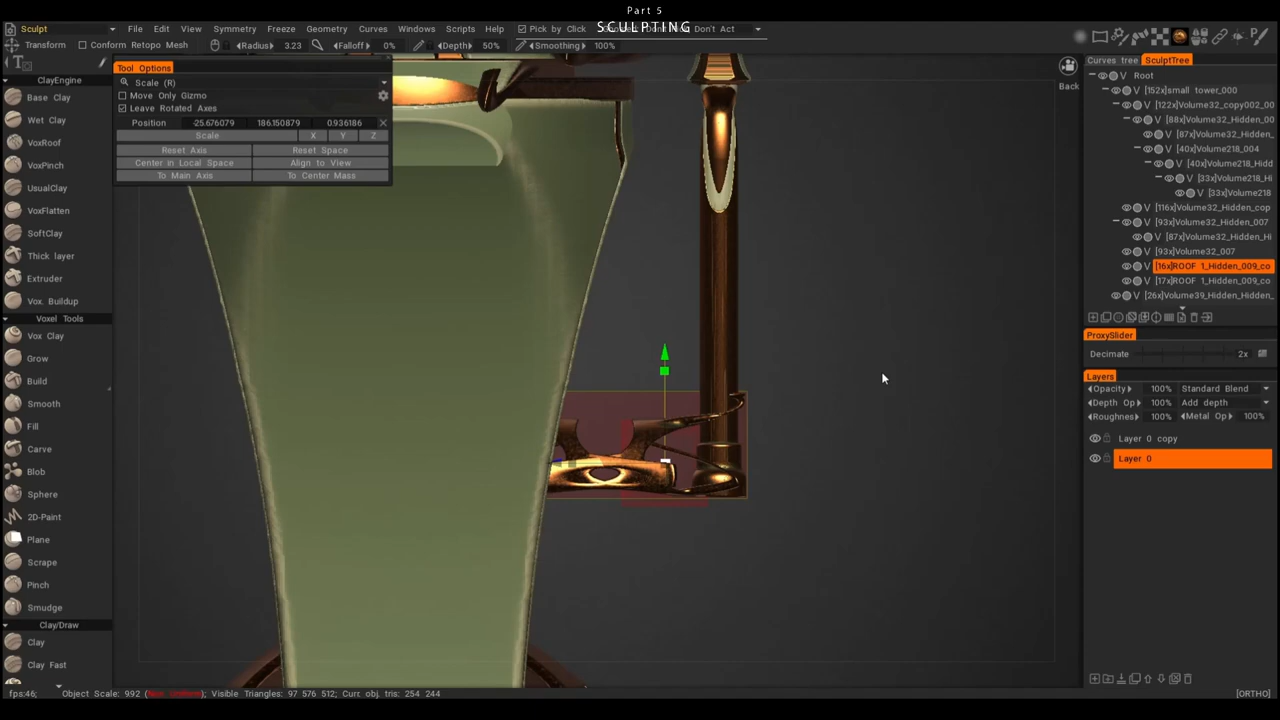 Part 5
SCULPTING
Sculpt
File Edit View Symmetry Freeze Geometry Curves Windows Scripts Help Pick by Click Don't Act
Transform Conform Retopo Mesh Radius: 3.23 Falloff: 0% Depth: 50% Smoothing: 100%
Tool Options
Scale (R)
Move Only Gizmo
Leave Rotated Axes
Position -25.676079 186.150879 0.936186
Scale X Y Z
Reset Axis Reset Space
Center in Local Space Align to View
To Main Axis To Center Mass
ClayEngine
Base Clay
Wet Clay
VoxRoof
VoxPinch
UsualClay
VoxFlatten
SoftClay
Thick layer
Extruder
Vox. Buildup
Voxel Tools
Vox Clay
Grow
Build
Smooth
Fill
Carve
Blob
Sphere
2D-Paint
Plane
Scrape
Pinch
Smudge
Clay/Draw
Clay
Clay Fast
Back
Curves tree SculptTree
Root
V [152x]small tower_000
V [122x]Volume32_copy002_00
V [88x]Volume32_Hidden_00
V [87x]Volume32_Hidden_
V [40x]Volume218_004
V [40x]Volume218_Hidd
V [33x]Volume218_Hi
V [33x]Volume218
V [116x]Volume32_Hidden_cop
V [93x]Volume32_Hidden_007
V [87x]Volume32_Hidden_Hi
V [93x]Volume32_007
V [16x]ROOF 1_Hidden_009_co
V [17x]ROOF 1_Hidden_009_co
V [26x]Volume39_Hidden_Hidden_
ProxySlider
Decimate 2x
Layers
Opacity 100% Standard Blend
Depth Op 100% Add depth
Roughness 100% Metal Op 100%
Layer 0 copy
Layer 0
fps:46; Object Scale: 992 (Non uniform); Visible Triangles: 97 576 512; Curr. obj. tris: 254 244
[ORTHO]